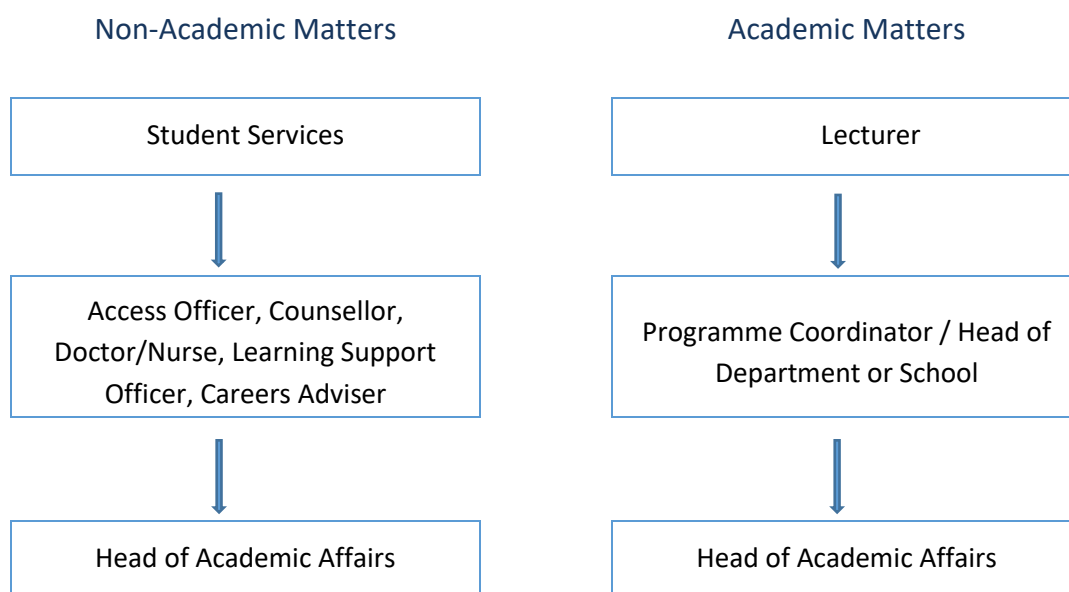 Non-Academic Matters
Academic Matters
Student Services
Lecturer
Access Officer, Counsellor,
Doctor/Nurse, Learning Support
Officer, Careers Adviser
Programme Coordinator / Head of
Department or School
Head of Academic Affairs
Head of Academic Affairs